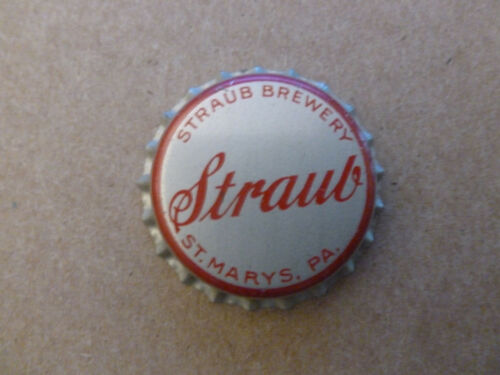 STRAUB BREWERY
Straub
ST. MARYS, PA.